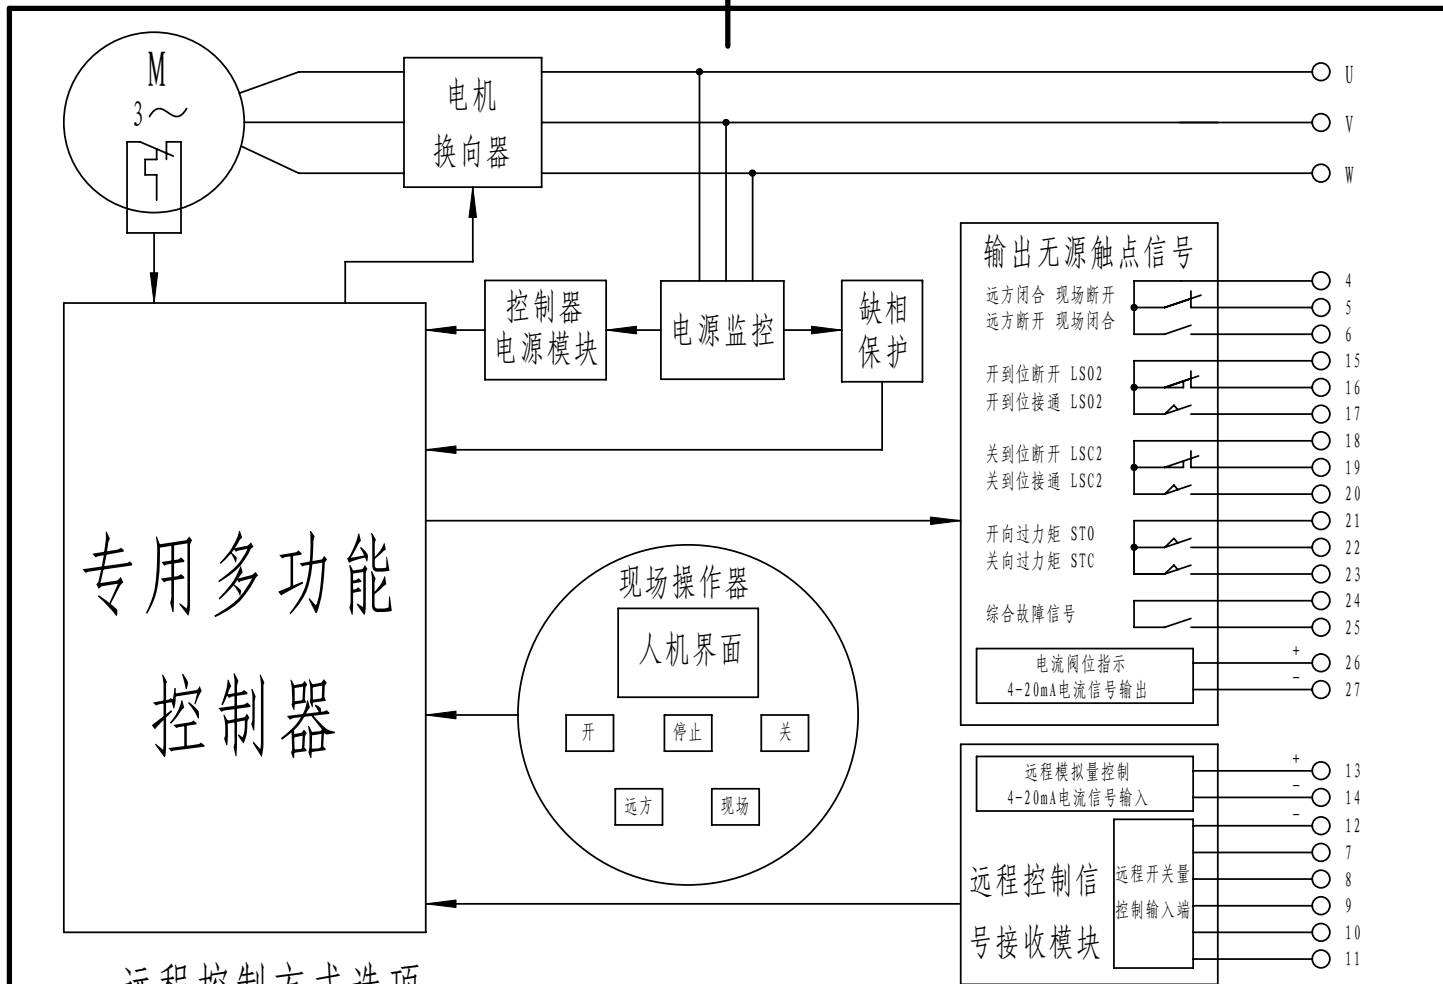 M
3～
电机
换向器
U
V
W
控制器
电源模块
电源监控
缺相
保护
专用多功能
控制器
现场操作器
人机界面
开
停止
关
远方
现场
输出无源触点信号
远方闭合 现场断开
远方断开 现场闭合
开到位断开 LSO2
开到位接通 LSO2
关到位断开 LSC2
关到位接通 LSC2
开向过力矩 STO
关向过力矩 STC
综合故障信号
电流阀位指示
4-20mA电流信号输出
4
5
6
15
16
17
18
19
20
21
22
23
24
25
+ 26
- 27
远程模拟量控制
4-20mA电流信号输入
远程控制信
号接收模块
远程开关量
控制输入端
+ 13
- 14
- 12
7
8
9
10
11
远程控制方式选项